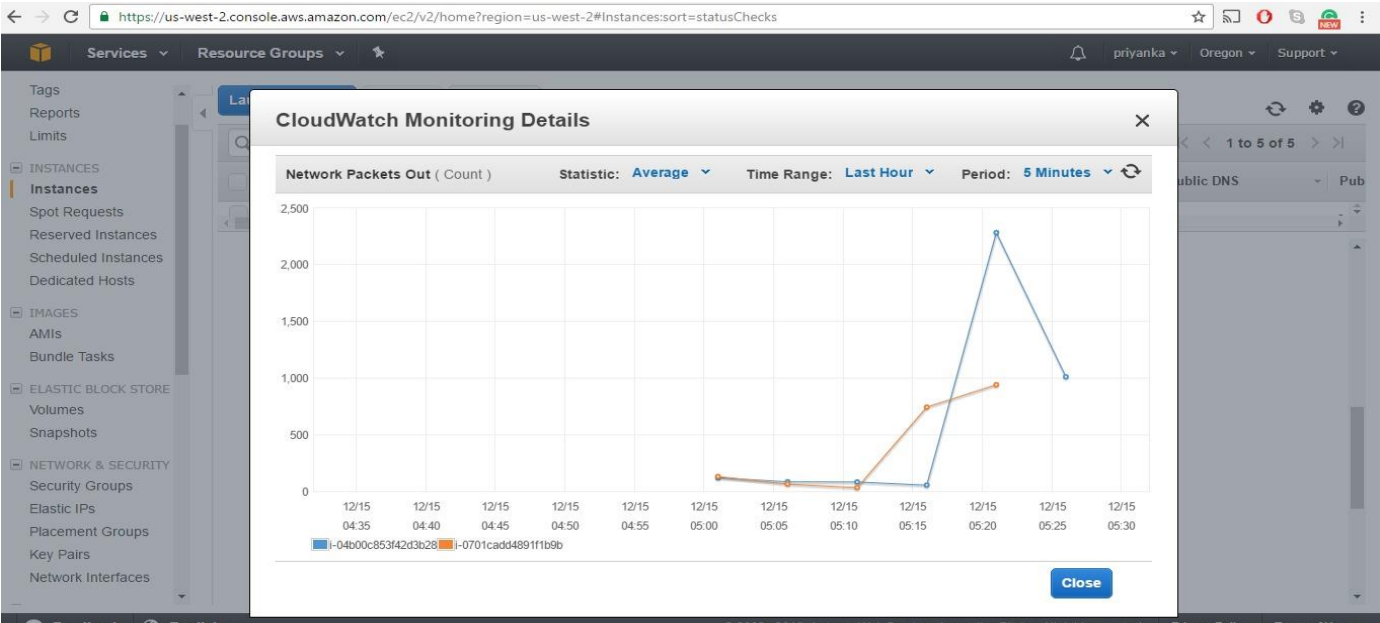 https://us-west-2.console.aws.amazon.com/ec2/v2/home?region=us-west-2#Instances:sort=statusChecks
NEW
Services Resource Groups priyanka Oregon Support
Tags
Reports
Limits
INSTANCES
Instances
Spot Requests
Reserved Instances
Scheduled Instances
Dedicated Hosts
IMAGES
AMIs
Bundle Tasks
ELASTIC BLOCK STORE
Volumes
Snapshots
NETWORK & SECURITY
Security Groups
Elastic IPs
Placement Groups
Key Pairs
Network Interfaces
1 to 5 of 5
CloudWatch Monitoring Details
Network Packets Out ( Count ) Statistic: Average Time Range: Last Hour Period: 5 Minutes
2,500
2,000
1,500
1,000
500
0
12/15 12/15 12/15 12/15 12/15 12/15 12/15 12/15 12/15 12/15 12/15 12/15
04:35 04:40 04:45 04:50 04:55 05:00 05:05 05:10 05:15 05:20 05:25 05:30
i-04b00c853f42d3b28 i-0701cadd4891f1b9b
Close